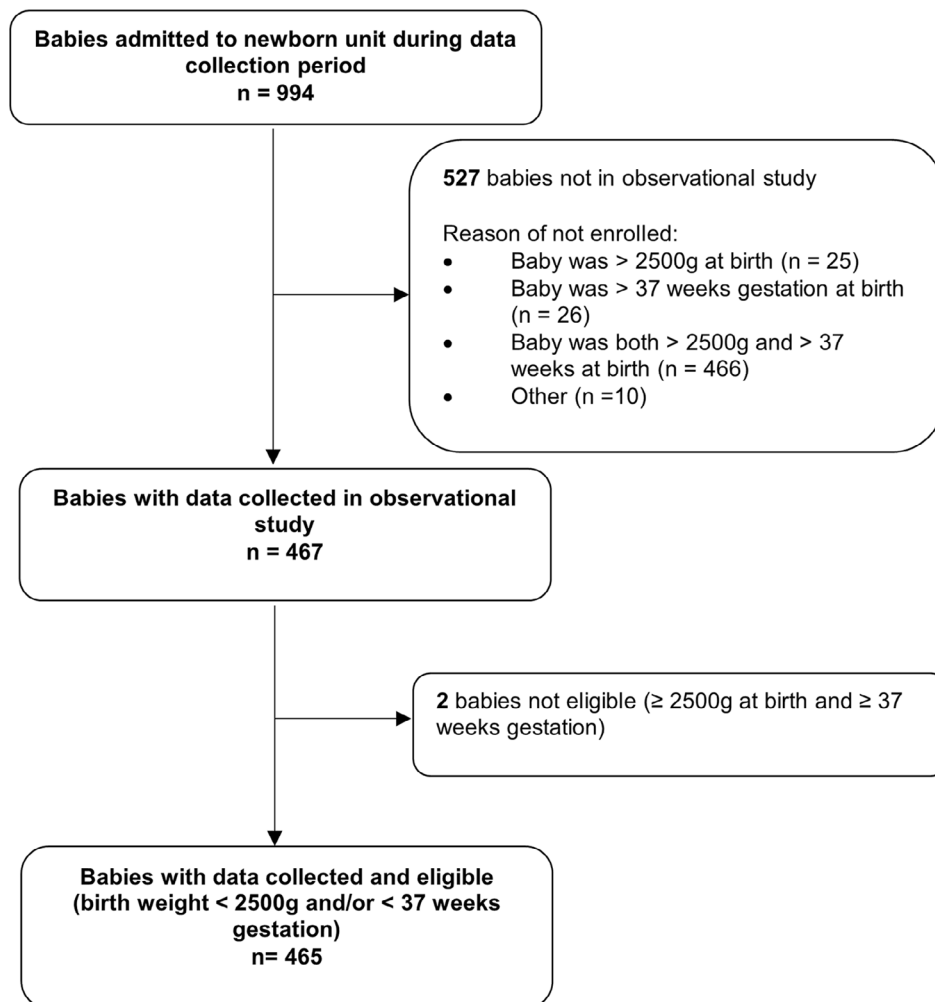 Babies admitted to newborn unit during data
collection period
n = 994
527 babies not in observational study
Reason of not enrolled:
• Baby was > 2500g at birth (n = 25)
• Baby was > 37 weeks gestation at birth
(n = 26)
• Baby was both > 2500g and > 37
weeks at birth (n = 466)
• Other (n =10)
Babies with data collected in observational
study
n = 467
2 babies not eligible (≥ 2500g at birth and ≥ 37
weeks gestation)
Babies with data collected and eligible
(birth weight < 2500g and/or < 37 weeks
gestation)
n= 465